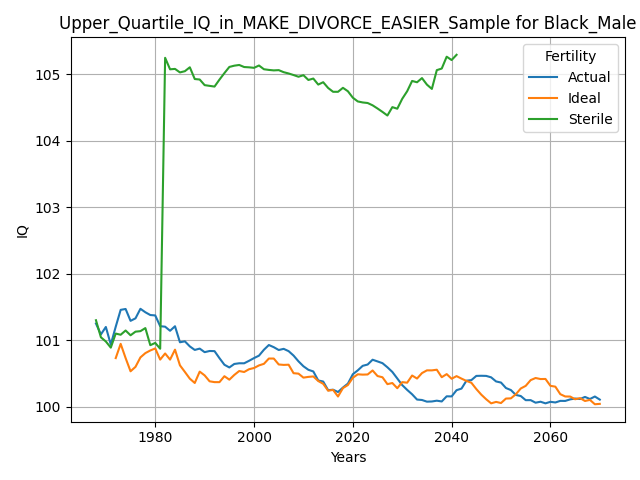 Upper_Quartile_IQ_in_MAKE_DIVORCE_EASIER_Sample for Black_Male
Fertility
Actual
Ideal
Sterile
105
104
103
102
101
100
IQ
1980
2000
2020
2040
2060
Years